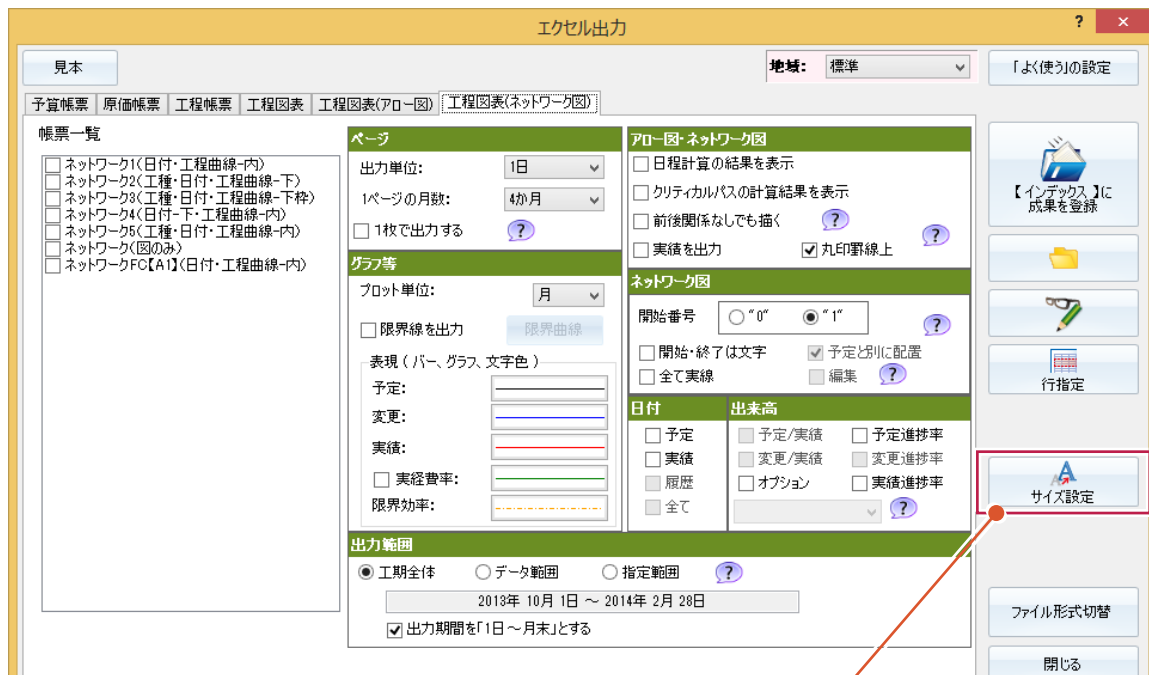 エクセル出力
?
×
見本
地域:
標準
「よく使う」の設定
予算帳票
原価帳票
工程帳票
工程図表
工程図表(アロー図)
工程図表(ネットワーク図)
帳票一覧
ネットワーク1(日付・工程曲線-内)
ネットワーク2(工種・日付・工程曲線-下)
ネットワーク3(工種・日付・工程曲線-下枠)
ネットワーク4(日付-下・工程曲線-内)
ネットワーク5(工種・日付・工程曲線-内)
ネットワーク(図のみ)
ネットワークFC【A1】(日付・工程曲線-内)
ページ
出力単位:
1日
1ページの月数:
4か月
1枚で出力する
?
グラフ等
プロット単位:
月
限界線を出力
限界曲線
表現 ( バー、グラフ、文字色 )
予定:
変更:
実績:
実経費率:
限界効率:
アロー図・ネットワーク図
日程計算の結果を表示
クリティカルパスの計算結果を表示
前後関係なしでも描く
?
?
実績を出力
丸印罫線上
ネットワーク図
開始番号
“0”
“1”
?
開始・終了は文字
予定と別に配置
全て実線
編集
?
日付
予定
実績
履歴
全て
出来高
予定/実績
予定進捗率
変更/実績
変更進捗率
オプション
実績進捗率
?
出力範囲
工期全体
データ範囲
指定範囲
?
2013年 10月 1日 ～ 2014年 2月 28日
出力期間を「1日～月末」とする
【インデックス】に
成果を登録
行指定
A
サイズ設定
ファイル形式切替
閉じる